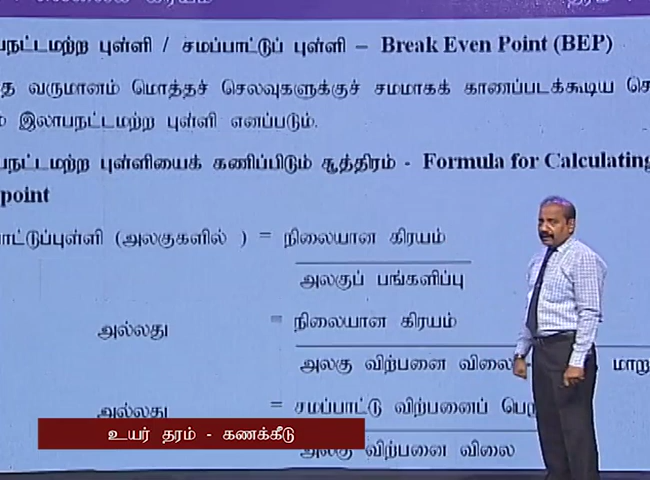 நட்டமற்ற புள்ளி / சமப்பாட்டுப் புள்ளி – Break Even Point (BEP)
வருமானம் மொத்தச் செலவுகளுக்குச் சமமாகக் காணப்படக்கூடிய
இலாபநட்டமற்ற புள்ளி எனப்படும்.
நட்டமற்ற புள்ளியைக் கணிப்பிடும் சூத்திரம் - Formula for Calculating
point
பாட்டுப்புள்ளி (அலகுகளில் ) = நிலையான கிரயம்
அலகுப் பங்களிப்பு
அல்லது = நிலையான கிரயம்
அலகு விற்பனை விலை - மாறு
அல்லது = சமப்பாட்டு விற்பனைப் பெறு
அலகு விற்பனை விலை
உயர் தரம் - கணக்கீடு